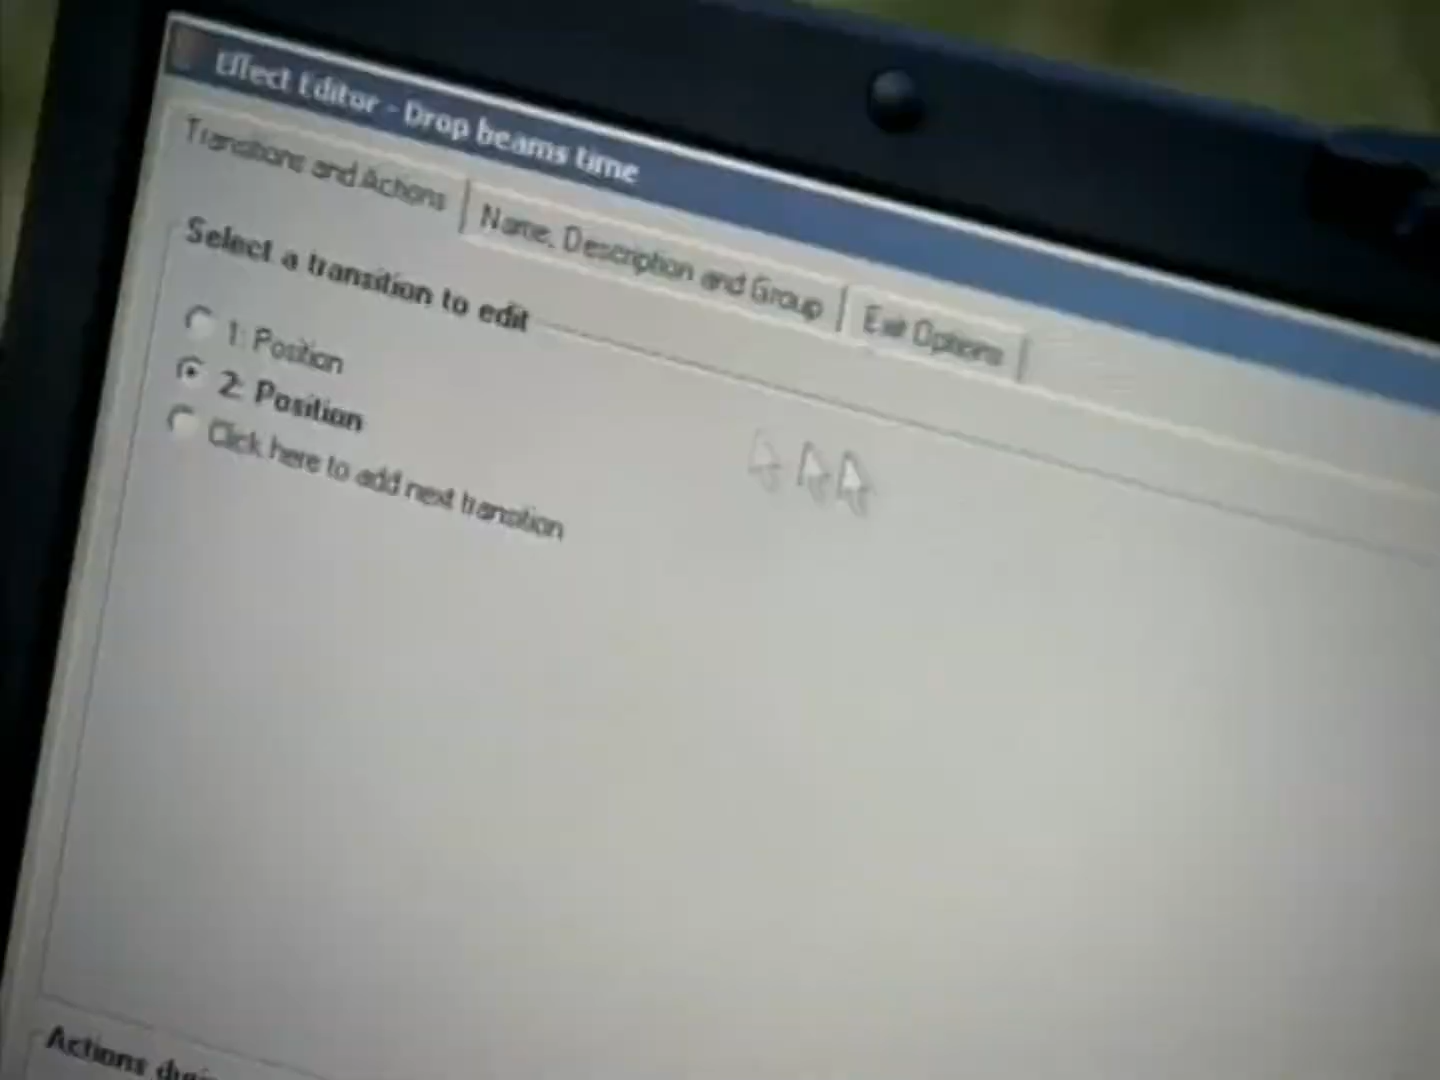 Effect Editor - Drop beams time
Transitions and Actions
Name, Description and Group
Exit Options
Select a transition to edit
1: Position
2: Position
Click here to add next transition
Actions